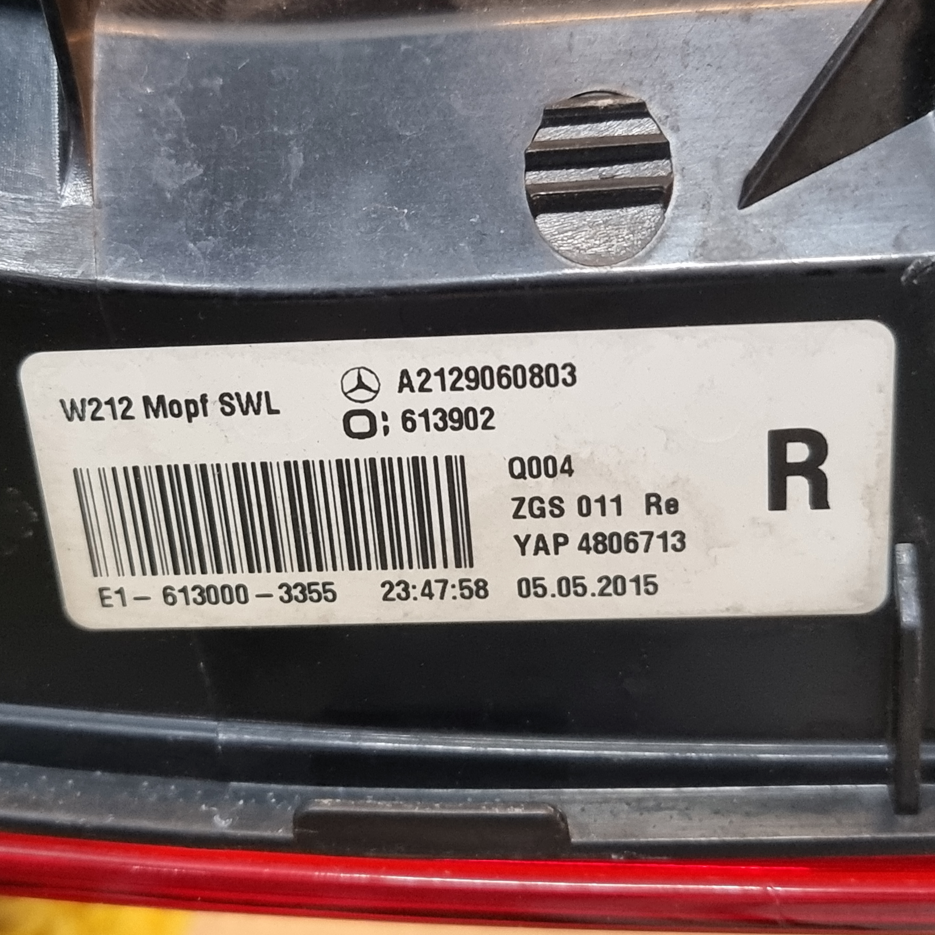 W212 Mopf SWL
A2129060803
O; 613902
Q004
ZGS 011 Re
YAP 4806713
R
E1- 613000-3355 23:47:58 05.05.2015